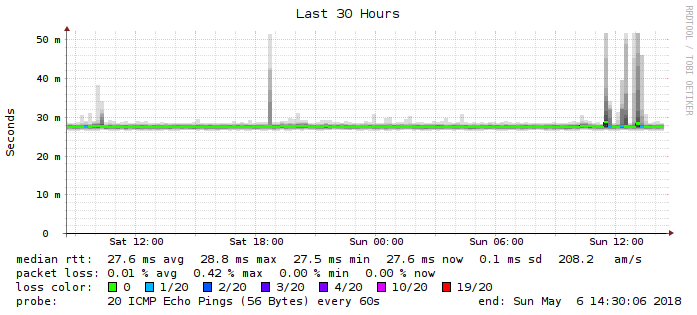 Last 30 Hours
RRDTOOL / TOBI OETIKER
Seconds
50 m
40 m
30 m
20 m
10 m
0
Sat 12:00 Sat 18:00 Sun 00:00 Sun 06:00 Sun 12:00
median rtt: 27.6 ms avg 28.8 ms max 27.5 ms min 27.6 ms now 0.1 ms sd 208.2 am/s
packet loss: 0.01 % avg 0.42 % max 0.00 % min 0.00 % now
loss color: 0 1/20 2/20 3/20 4/20 10/20 19/20
probe: 20 ICMP Echo Pings (56 Bytes) every 60s end: Sun May 6 14:30:06 2018